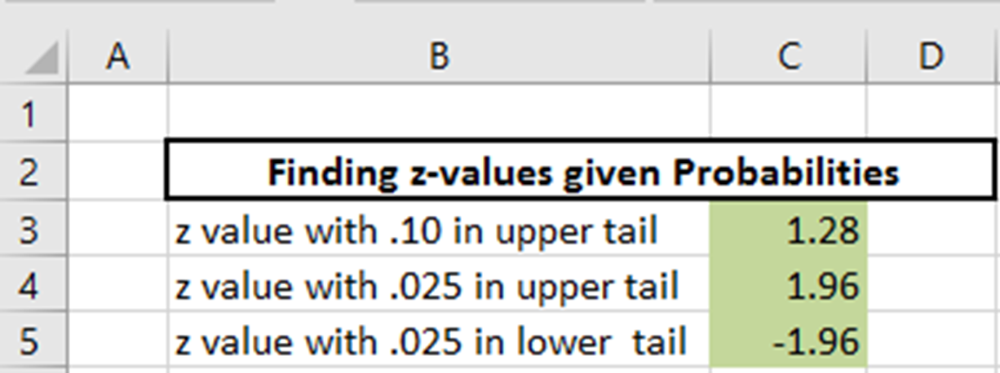 A B C D
1
2 Finding z-values given Probabilities
3 z value with .10 in upper tail 1.28
4 z value with .025 in upper tail 1.96
5 z value with .025 in lower  tail -1.96